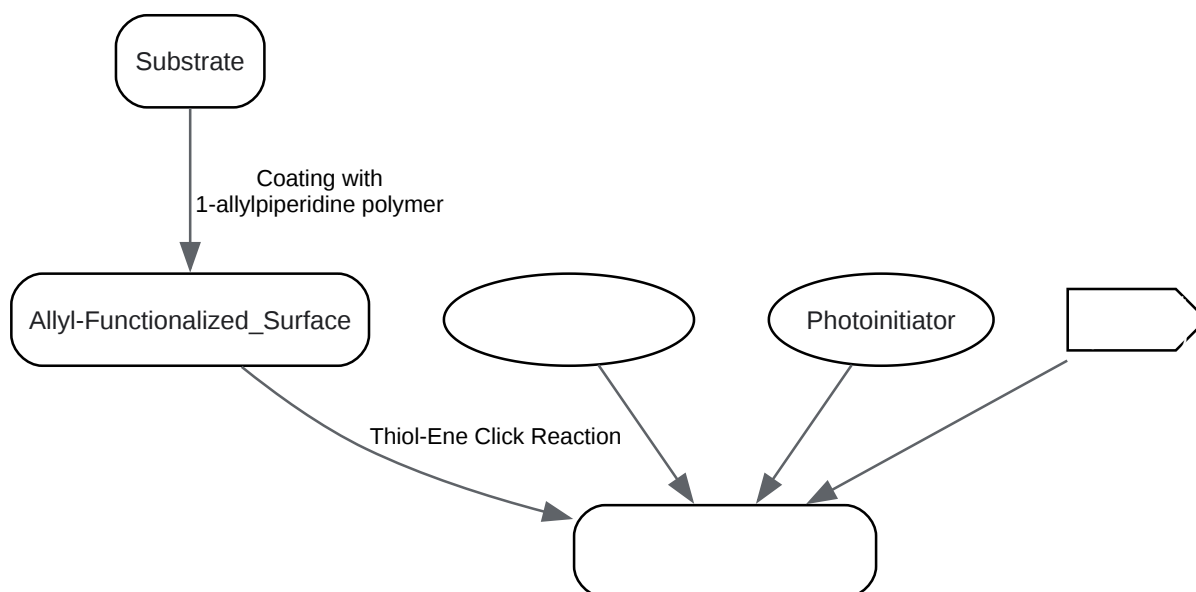 Substrate
Coating with
1-allylpiperidine polymer
Allyl-Functionalized_Surface
Photoinitiator
Thiol-Ene Click Reaction